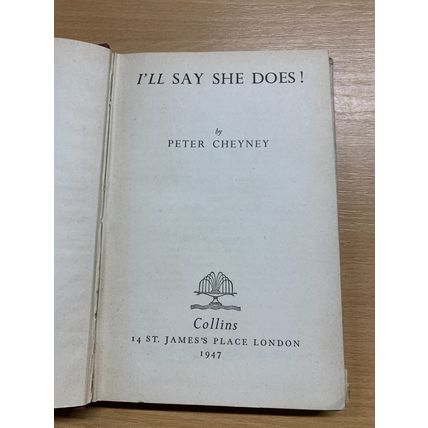 I'LL SAY SHE DOES!
by
PETER CHEYNEY
Collins
14 ST. JAMES'S PLACE LONDON
1947